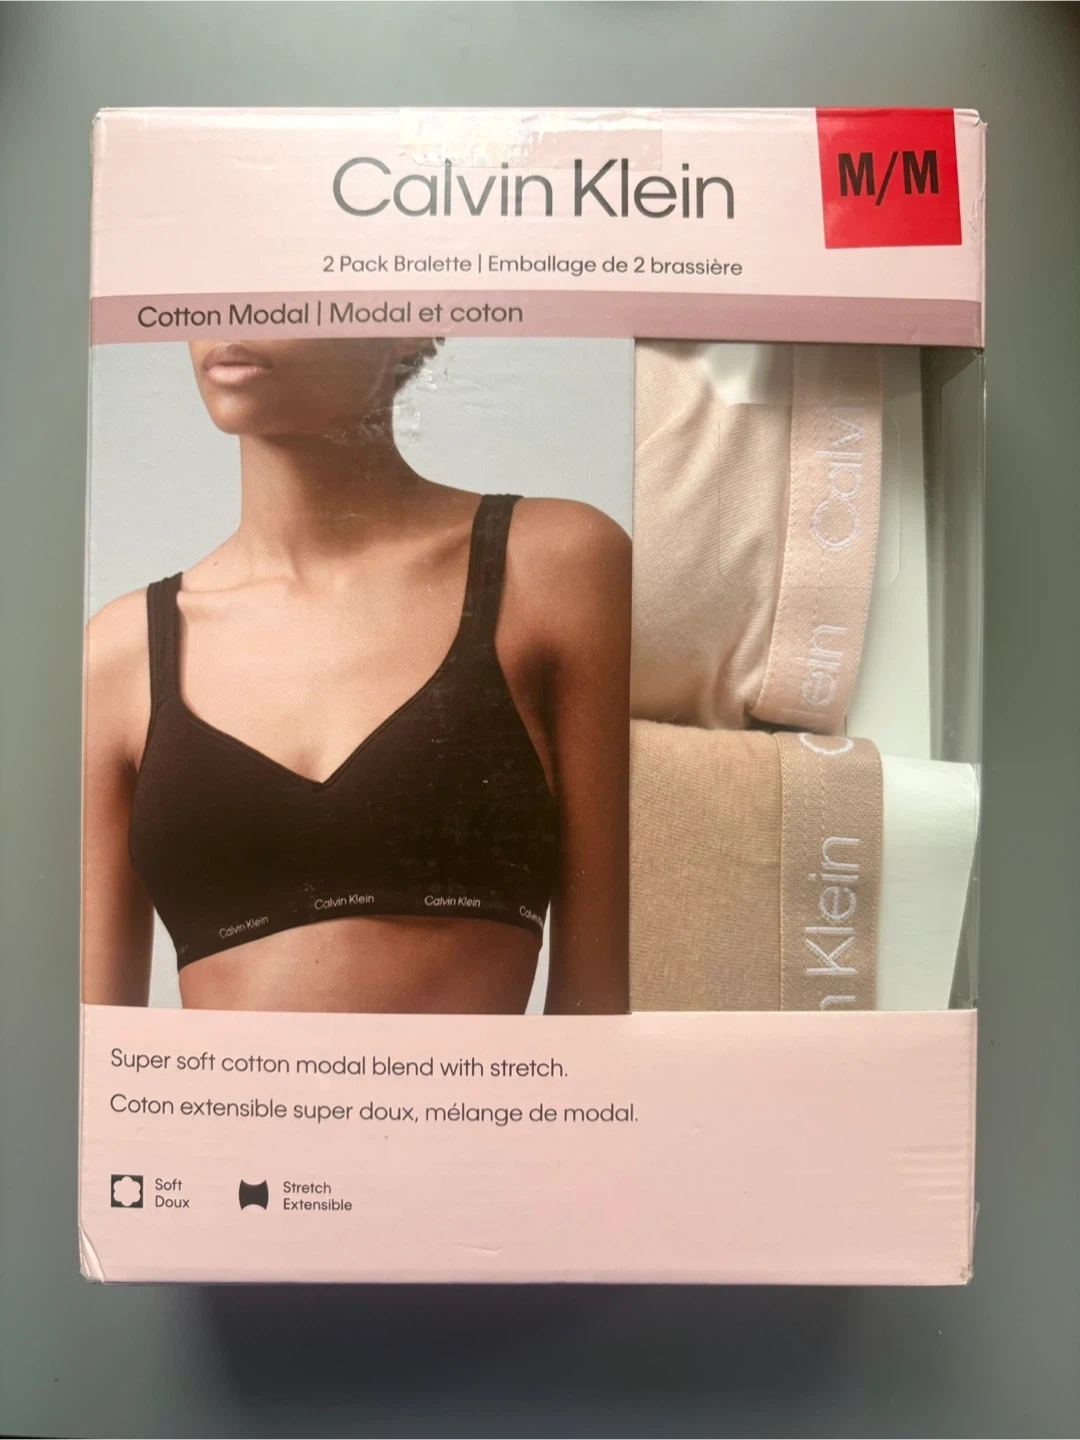 Calvin Klein
M/M
2 Pack Bralette | Emballage de 2 brassière
Cotton Modal | Modal et coton
Calvin
Klein
Klein
Calvin Klein
Calvin Klein
Calvin Klein
Super soft cotton modal blend with stretch.
Coton extensible super doux, mélange de modal.
Soft
Doux
Stretch
Extensible